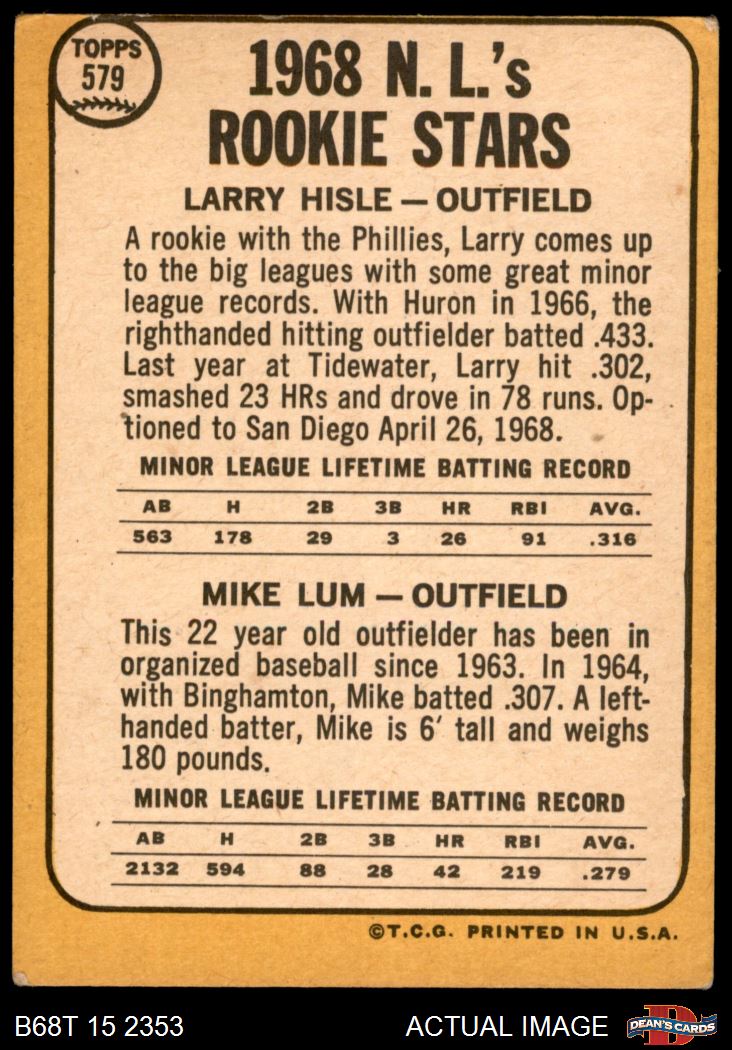 TOPPS
579
1968 N. L.'s
ROOKIE STARS
LARRY HISLE — OUTFIELD
A rookie with the Phillies, Larry comes up
to the big leagues with some great minor
league records. With Huron in 1966, the
righthanded hitting outfielder batted .433.
Last year at Tidewater, Larry hit .302,
smashed 23 HRs and drove in 78 runs. Op-
tioned to San Diego April 26, 1968.
MINOR LEAGUE LIFETIME BATTING RECORD
AB H 2B 3B HR RBI AVG.
563 178 29 3 26 91 .316
MIKE LUM — OUTFIELD
This 22 year old outfielder has been in
organized baseball since 1963. In 1964,
with Binghamton, Mike batted .307. A left-
handed batter, Mike is 6′ tall and weighs
180 pounds.
MINOR LEAGUE LIFETIME BATTING RECORD
AB H 2B 3B HR RBI AVG.
2132 594 88 28 42 219 .279
©T.C.G. PRINTED IN U.S.A.
B68T 15 2353 ACTUAL IMAGE
D
DEAN'S CARDS